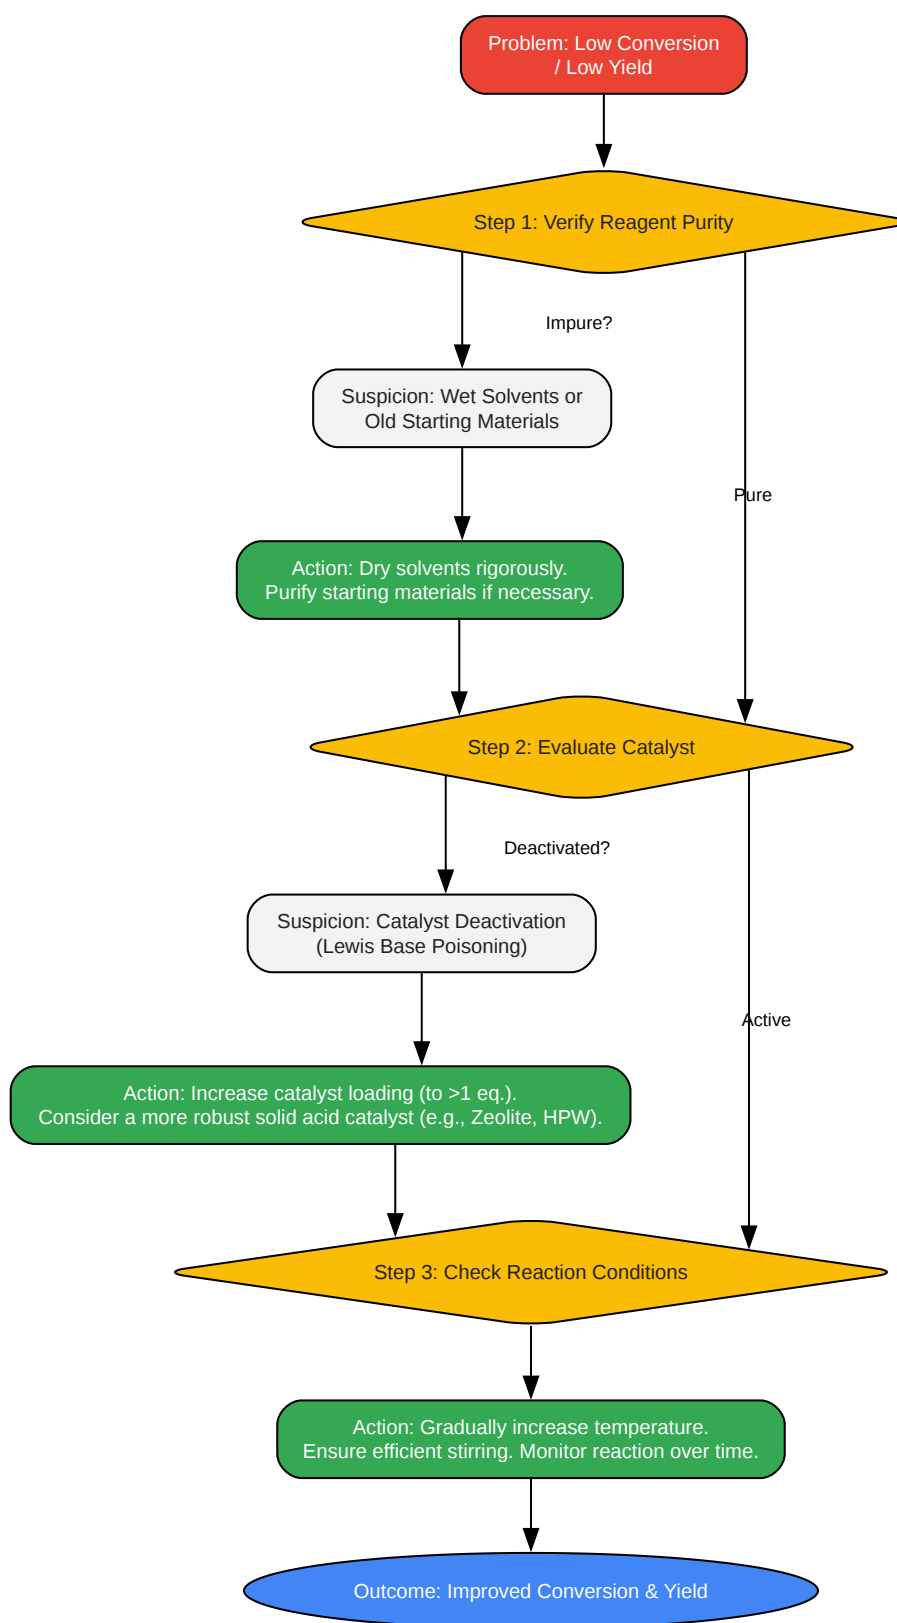 Problem: Low Conversion
/ Low Yield
Step 1: Verify Reagent Purity
Impure?
Suspicion: Wet Solvents or
Old Starting Materials
Pure
Action: Dry solvents rigorously.
Purify starting materials if necessary.
Step 2: Evaluate Catalyst
Deactivated?
Suspicion: Catalyst Deactivation
(Lewis Base Poisoning)
Active
Action: Increase catalyst loading (to >1 eq.).
Consider a more robust solid acid catalyst (e.g., Zeolite, HPW).
Step 3: Check Reaction Conditions
Action: Gradually increase temperature.
Ensure efficient stirring. Monitor reaction over time.
Outcome: Improved Conversion & Yield